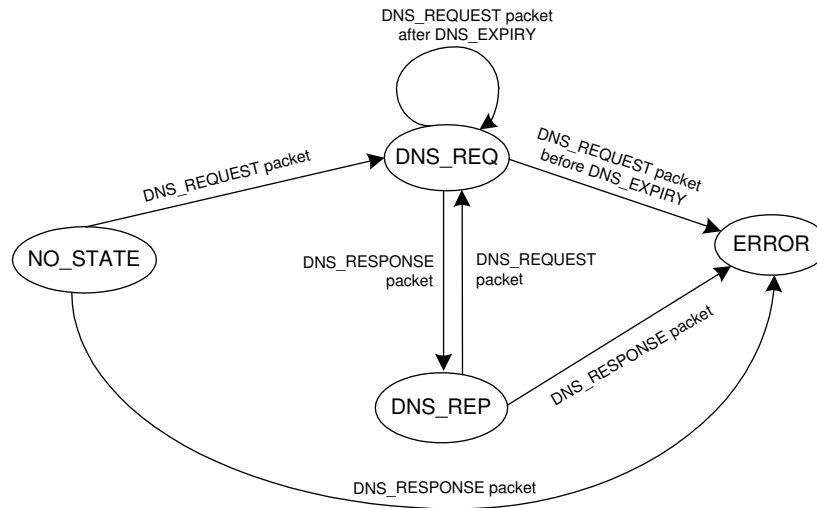 DNS_REQUEST packet
after DNS_EXPIRY
DNS_REQ
DNS_REQUEST packet
DNS_REQUEST packet
before DNS_EXPIRY
NO_STATE
ERROR
DNS_RESPONSE
packet
DNS_REQUEST
packet
DNS_REP
DNS_RESPONSE packet
DNS_RESPONSE packet